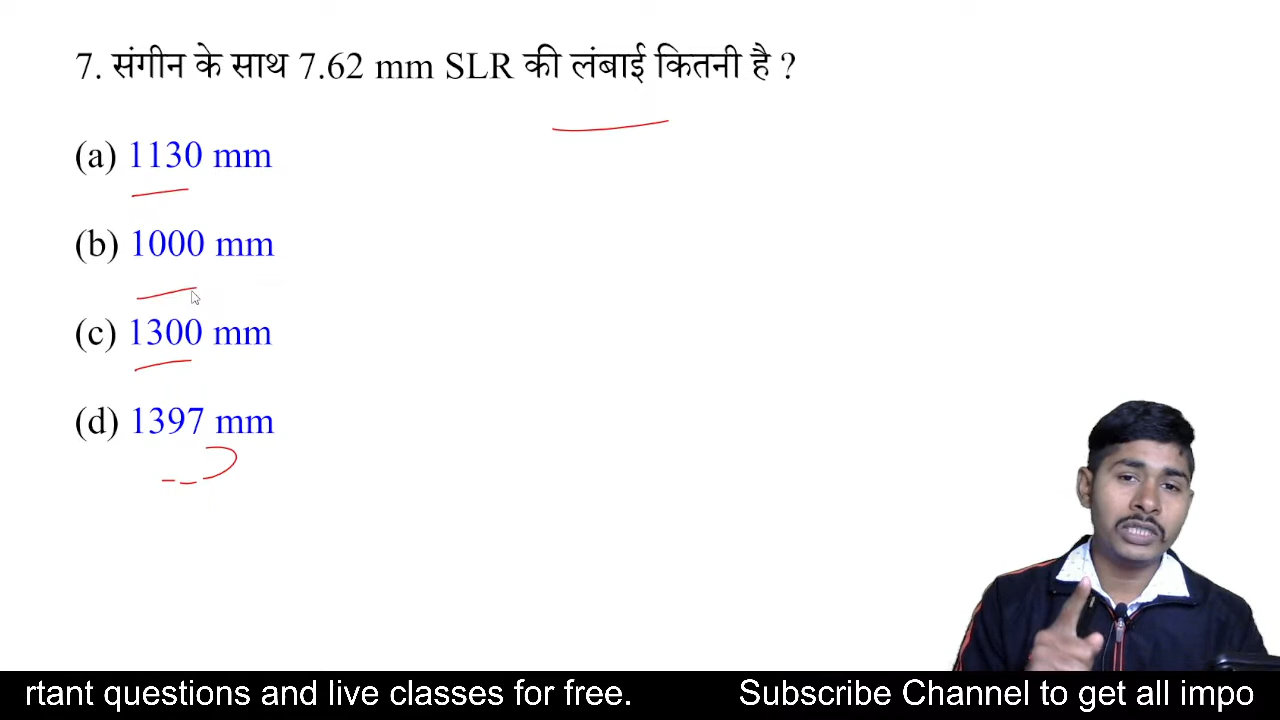 7. संगीन के साथ 7.62 mm SLR की लंबाई कितनी है ?
(a) 1130 mm
(b) 1000 mm
(c) 1300 mm
(d) 1397 mm
rtant questions and live classes for free. Subscribe Channel to get all impo